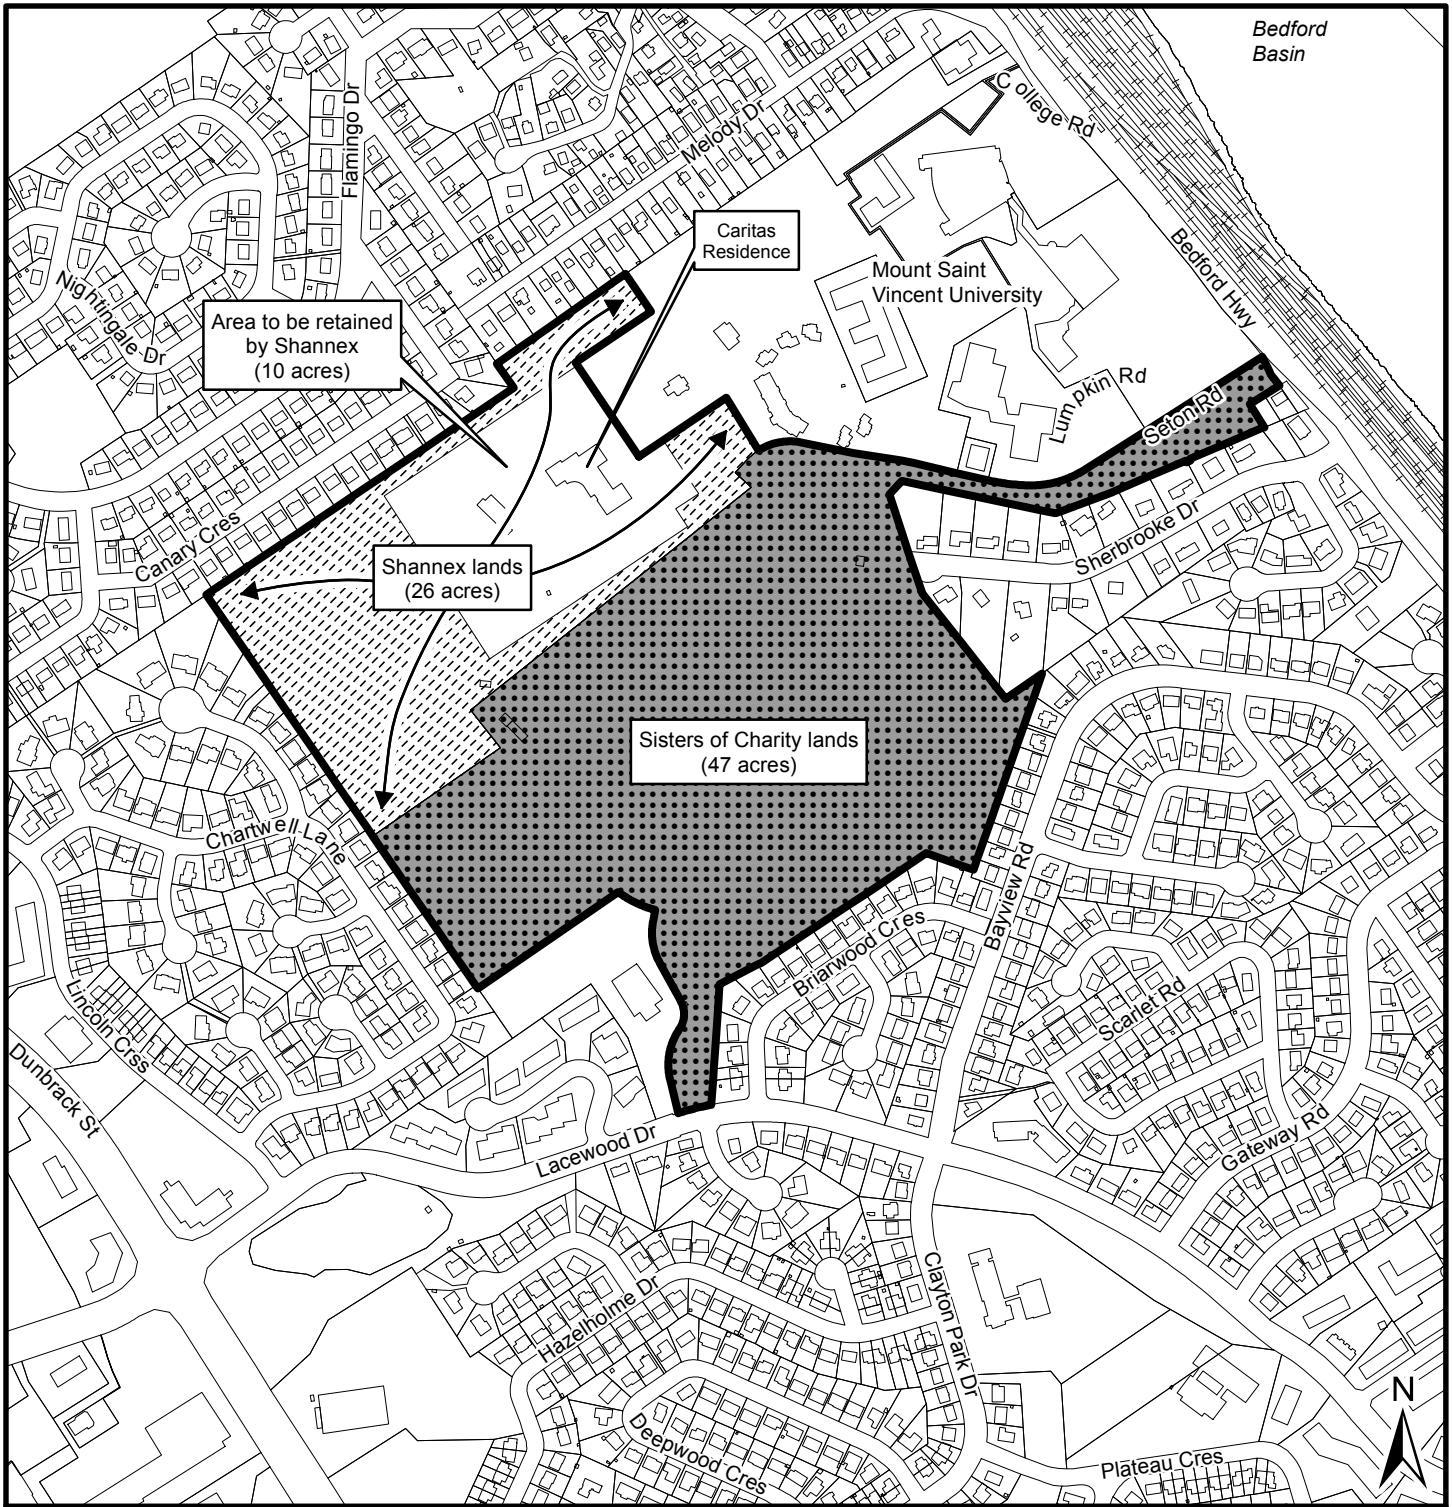 Bedford
Basin
College Rd
Flamingo Dr
Melody Dr
Caritas
Residence
Bedford Hwy
Mount Saint
Vincent University
Nightingale Dr
Area to be retained
by Shannex
(10 acres)
Lumpkin Rd
Seton Rd
Canary Cres
Sherbrooke Dr
Shannex lands
(26 acres)
Sisters of Charity lands
(47 acres)
Chartwell Lane
Bayview Rd
Briarwood Cres
Scarlet Rd
Lincoln Criss
Dunbrack St
Gateway Rd
Lacewood Dr
Clayton Park Dr
Hazelholme Dr
Deepwood Cres
Plateau Cres
N